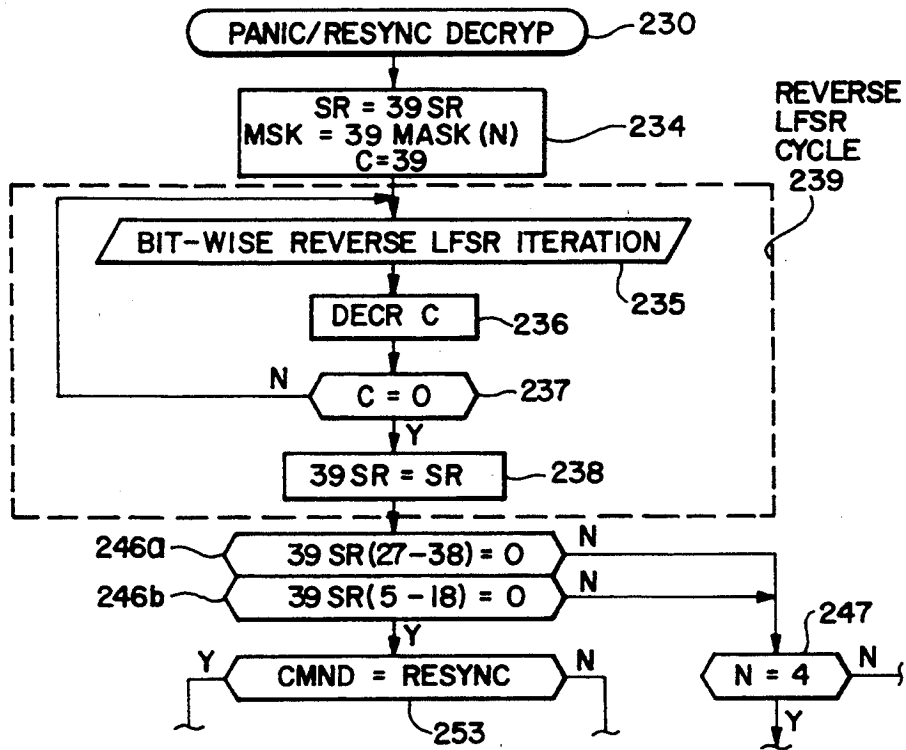 PANIC/RESYNC DECRYP
230
SR = 39 SR
MSK = 39 MASK (N)
C=39
234
REVERSE
LFSR
CYCLE
239
BIT-WISE REVERSE LFSR ITERATION
235
DECR C
236
N
C = 0
237
Y
39 SR = SR
238
246a
39 SR(27-38) = 0
N
246b
39 SR(5-18) = 0
N
Y
247
Y
CMND = RESYNC
N
N = 4
N
253
Y